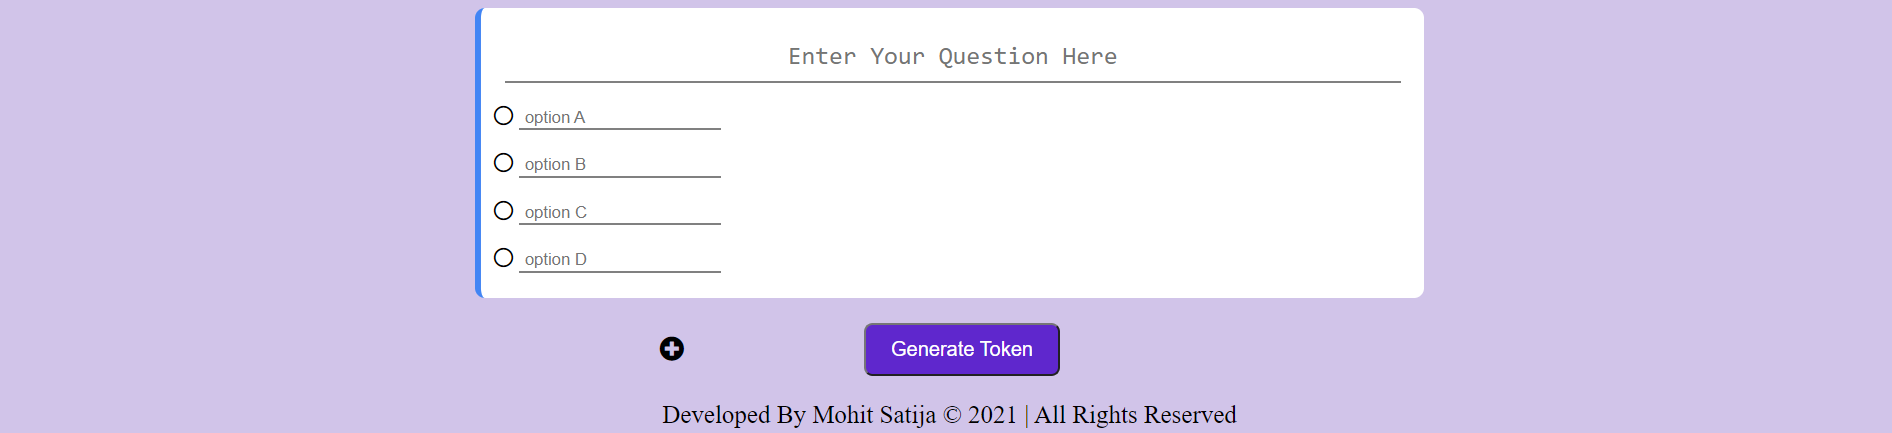 Enter Your Question Here
option A
option B
option C
option D
Generate Token
Developed By Mohit Satija © 2021 | All Rights Reserved